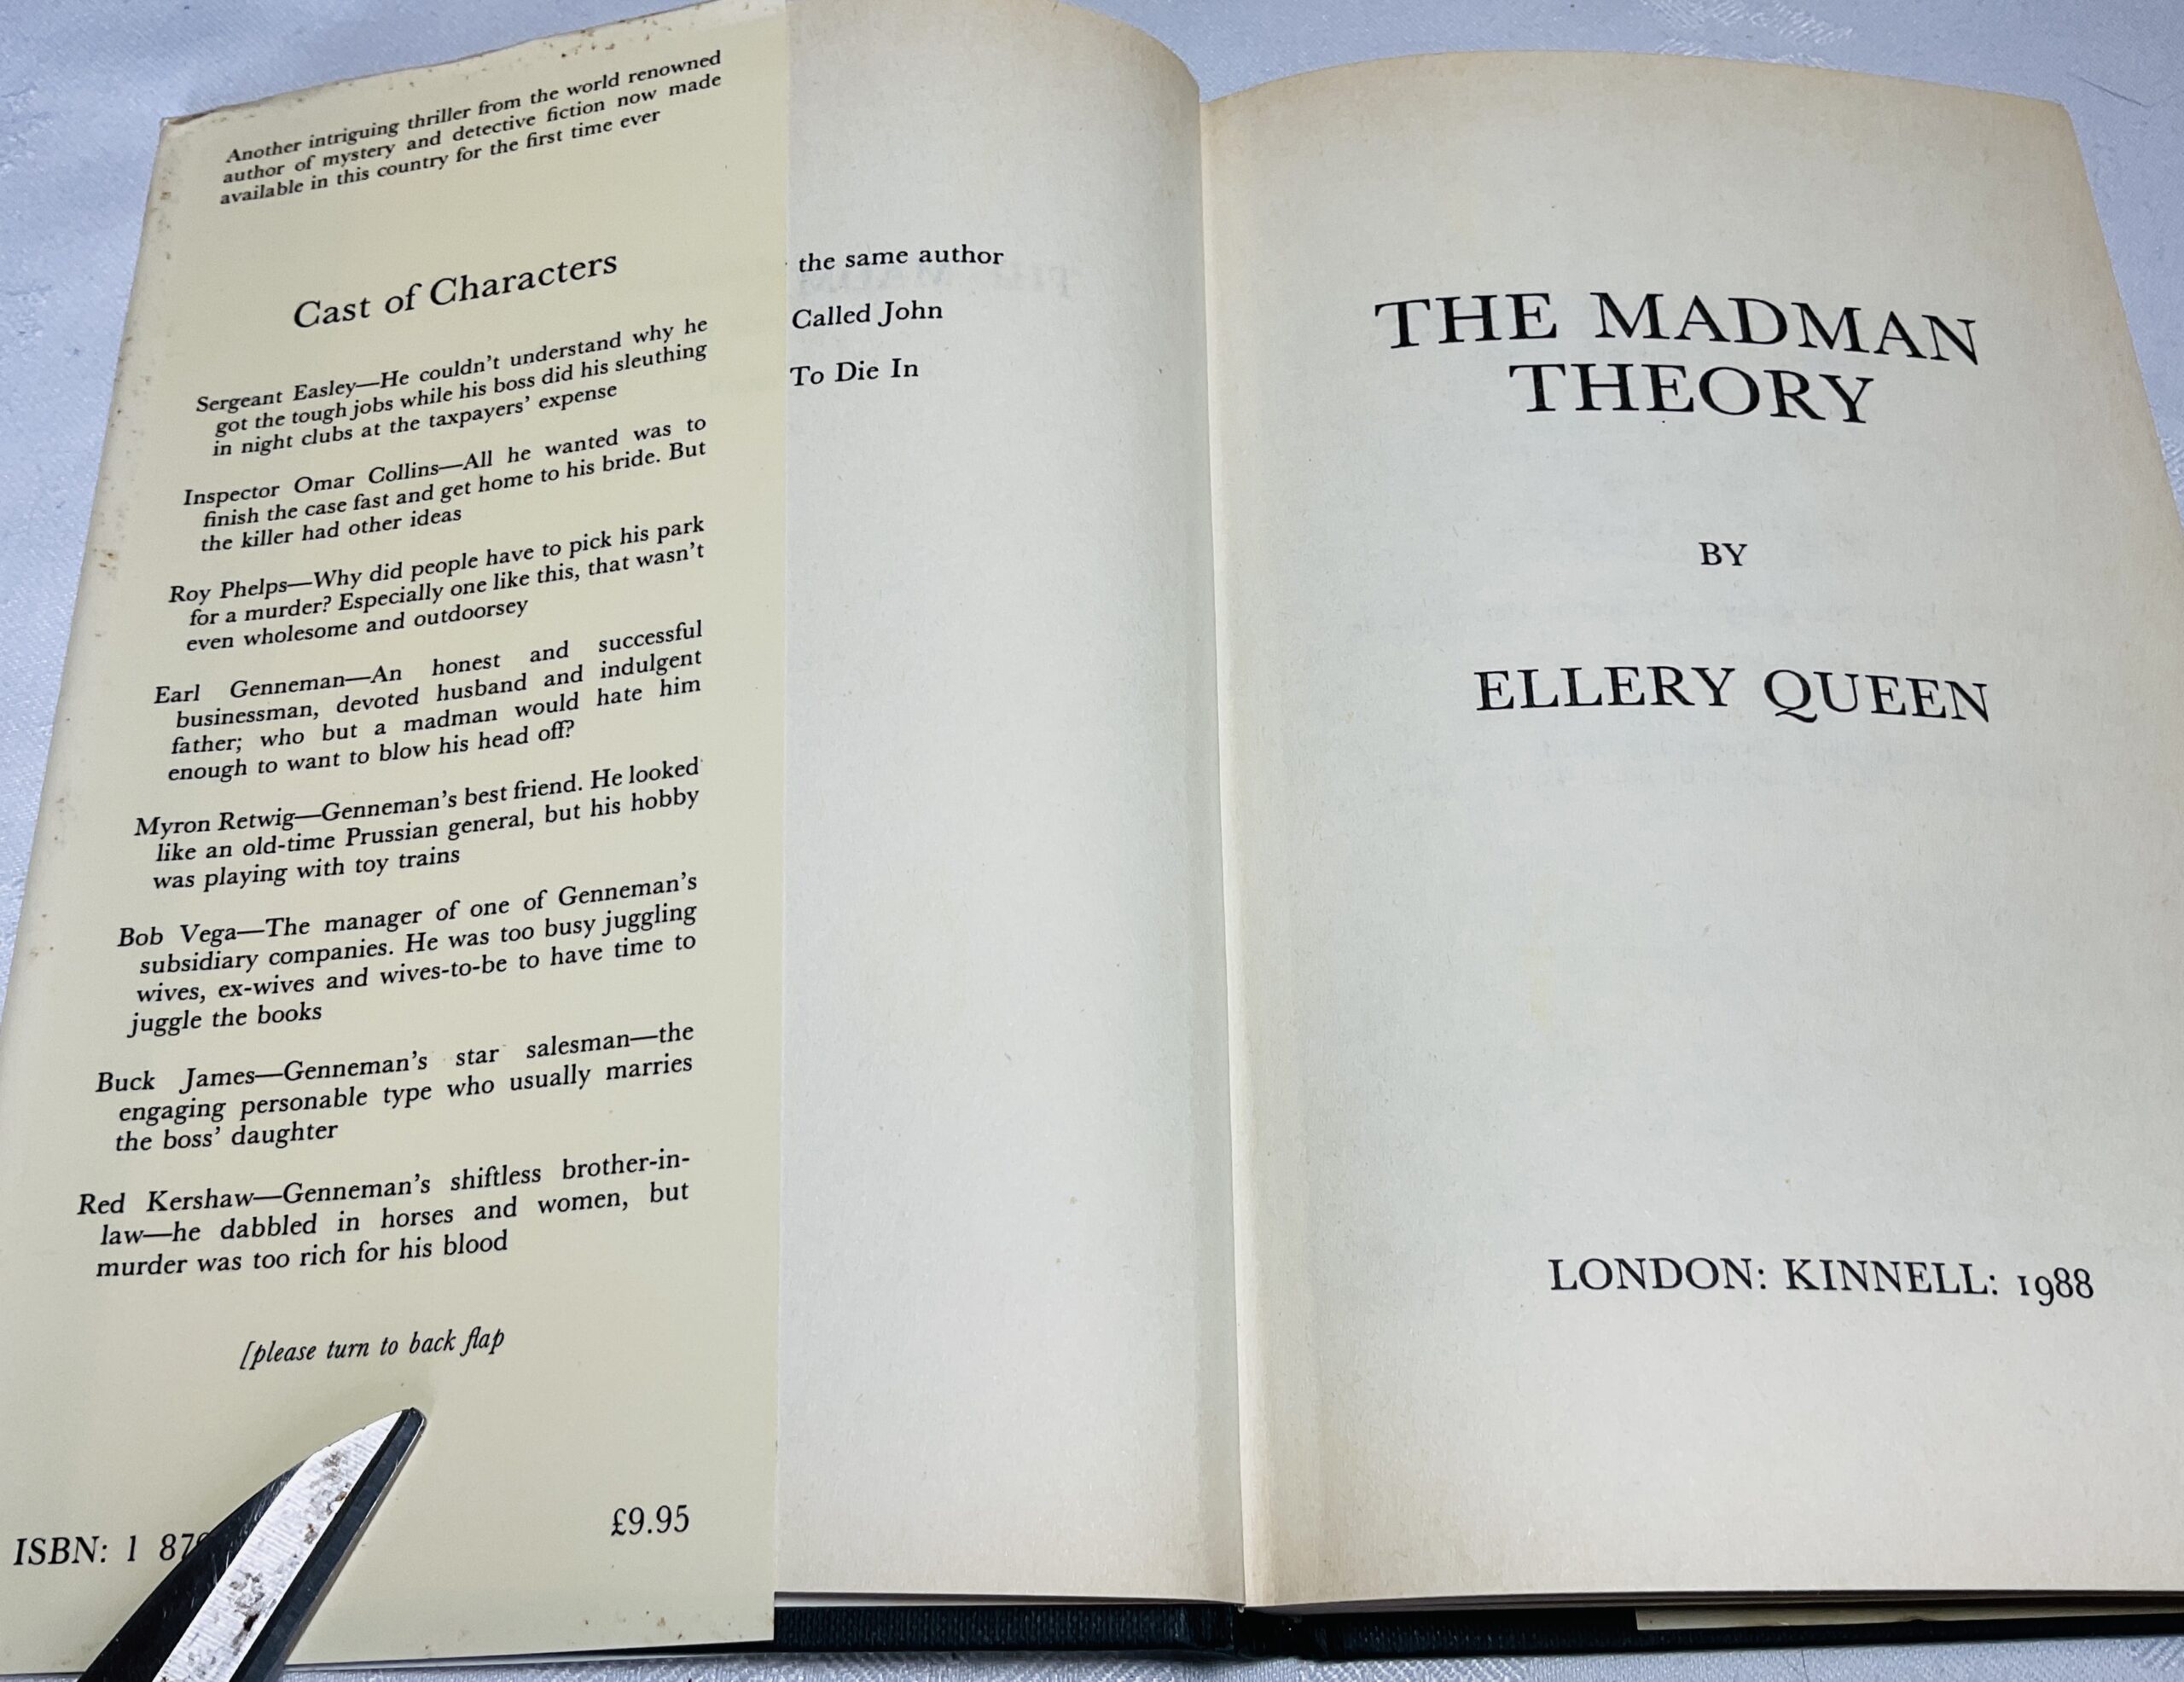 Another intriguing thriller from the world renowned
author of mystery and detective fiction now made
available in this country for the first time ever
Cast of Characters
Sergeant Easley—He couldn't understand why he
got the tough jobs while his boss did his sleuthing
in night clubs at the taxpayers' expense
Inspector Omar Collins—All he wanted was to
finish the case fast and get home to his bride. But
the killer had other ideas
Roy Phelps—Why did people have to pick his park
for a murder? Especially one like this, that wasn't
even wholesome and outdoorsey
Earl Genneman—An honest and successful
businessman, devoted husband and indulgent
father; who but a madman would hate him
enough to want to blow his head off?
Myron Retwig—Genneman's best friend. He looked
like an old-time Prussian general, but his hobby
was playing with toy trains
Bob Vega—The manager of one of Genneman's
subsidiary companies. He was too busy juggling
wives, ex-wives and wives-to-be to have time to
juggle the books
Buck James—Genneman's star salesman—the
engaging personable type who usually marries
the boss' daughter
Red Kershaw—Genneman's shiftless brother-in-
law—he dabbled in horses and women, but
murder was too rich for his blood
[please turn to back flap
ISBN: 1 87
£9.95
the same author
Called John
To Die In
THE MADMAN
THEORY
BY
ELLERY QUEEN
LONDON: KINNELL: 1988